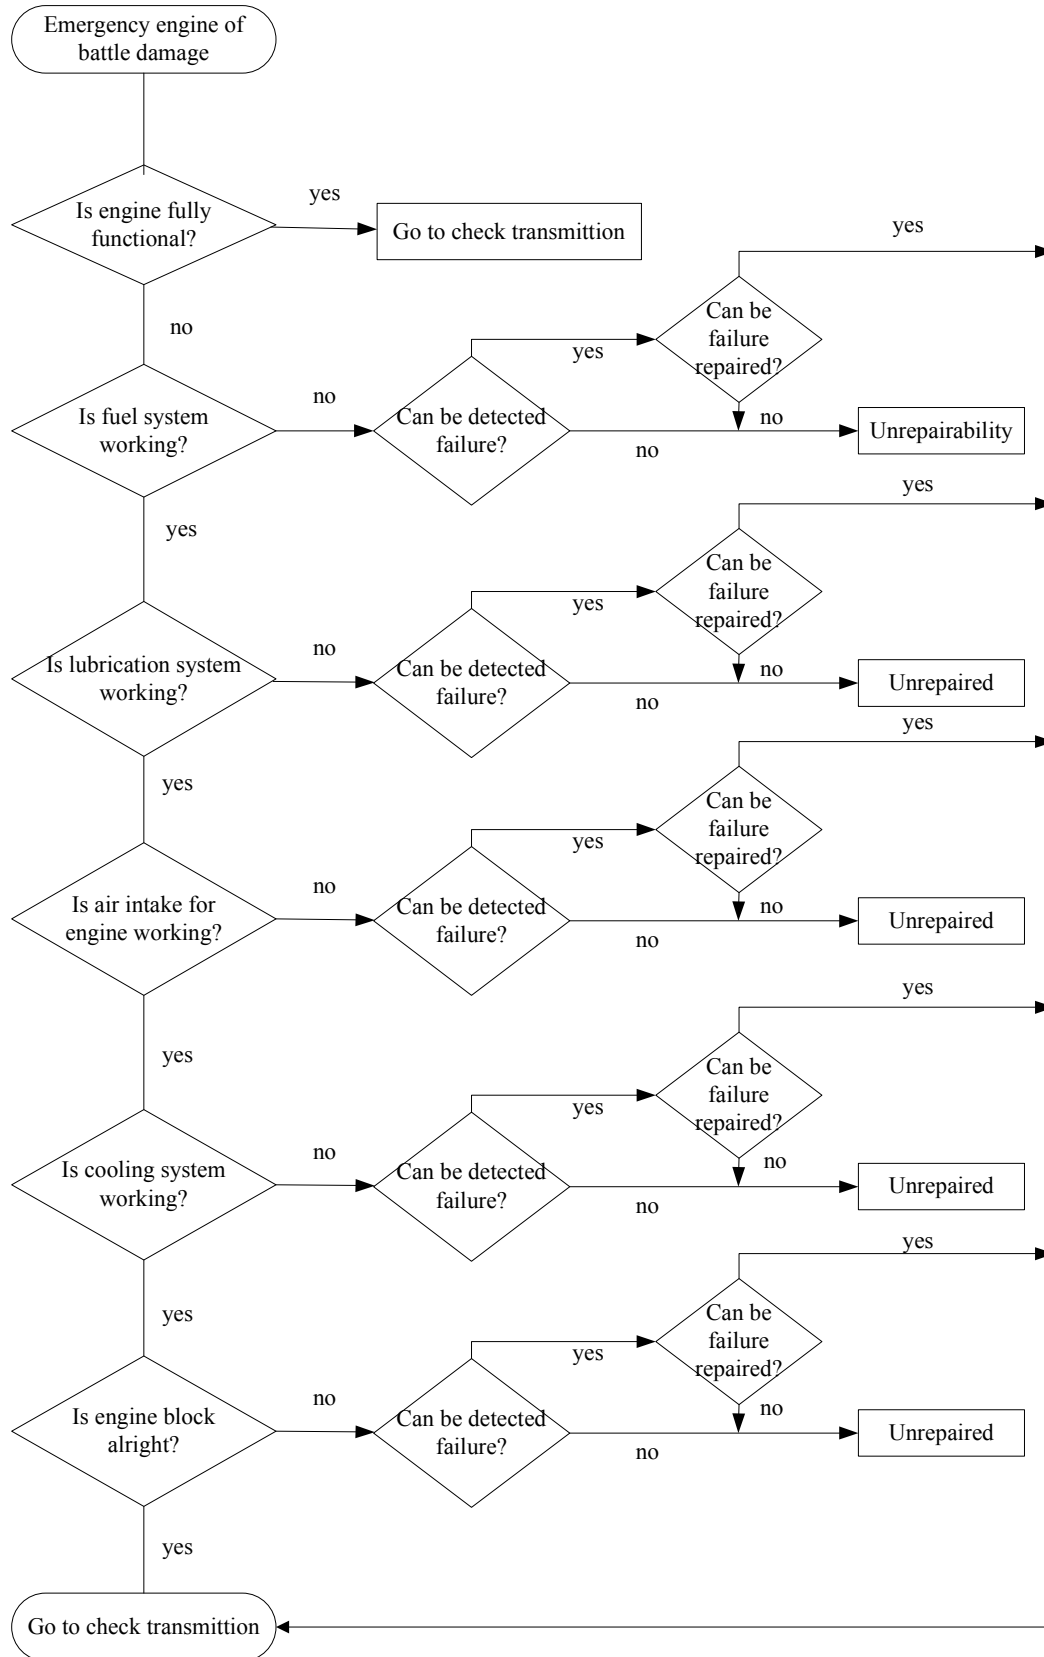 Emergency engine of
battle damage
Is engine fully
functional?
yes
Go to check transmittion
no
yes
Can be
failure
repaired?
yes
no
Is fuel system
working?
no
Can be detected
failure?
no
Unrepairability
yes
yes
Can be
failure
repaired?
yes
no
Is lubrication system
working?
no
Can be detected
failure?
no
Unrepaired
yes
yes
Can be
failure
repaired?
yes
no
Is air intake for
engine working?
no
Can be detected
failure?
no
Unrepaired
yes
yes
Can be
failure
repaired?
yes
no
Is cooling system
working?
no
Can be detected
failure?
no
Unrepaired
yes
yes
Can be
failure
repaired?
yes
no
Is engine block
alright?
no
Can be detected
failure?
no
Unrepaired
yes
Go to check transmittion